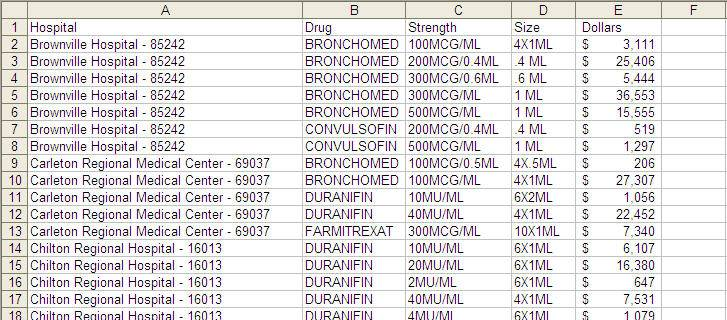 A B C D E F
1 Hospital Drug Strength Size Dollars
2 Brownville Hospital - 85242 BRONCHOMED 100MCG/ML 4X1ML $ 3,111
3 Brownville Hospital - 85242 BRONCHOMED 200MCG/0.4ML .4 ML $ 25,406
4 Brownville Hospital - 85242 BRONCHOMED 300MCG/0.6ML .6 ML $ 5,444
5 Brownville Hospital - 85242 BRONCHOMED 300MCG/ML 1 ML $ 36,553
6 Brownville Hospital - 85242 BRONCHOMED 500MCG/ML 1 ML $ 15,555
7 Brownville Hospital - 85242 CONVULSOFIN 200MCG/0.4ML .4 ML $ 519
8 Brownville Hospital - 85242 CONVULSOFIN 500MCG/ML 1 ML $ 1,297
9 Carleton Regional Medical Center - 69037 BRONCHOMED 100MCG/0.5ML 4X.5ML $ 206
10 Carleton Regional Medical Center - 69037 BRONCHOMED 100MCG/ML 4X1ML $ 27,307
11 Carleton Regional Medical Center - 69037 DURANIFIN 10MU/ML 6X2ML $ 1,056
12 Carleton Regional Medical Center - 69037 DURANIFIN 40MU/ML 4X1ML $ 22,452
13 Carleton Regional Medical Center - 69037 FARMITREXAT 300MCG/ML 10X1ML $ 7,340
14 Chilton Regional Hospital - 16013 DURANIFIN 10MU/ML 6X1ML $ 6,107
15 Chilton Regional Hospital - 16013 DURANIFIN 20MU/ML 6X1ML $ 16,380
16 Chilton Regional Hospital - 16013 DURANIFIN 2MU/ML 6X1ML $ 647
17 Chilton Regional Hospital - 16013 DURANIFIN 40MU/ML 4X1ML $ 7,531
18 Chilton Regional Hospital - 16013 DURANIFIN 4MU/ML 6X1ML $ 1,079